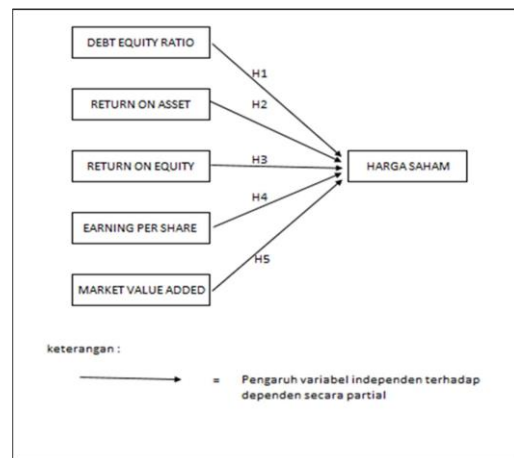 DEBT EQUITY RATIO
H1
RETURN ON ASSET
H2
RETURN ON EQUITY
H3
HARGA SAHAM
H4
EARNING PER SHARE
H5
MARKET VALUE ADDED
keterangan :
= Pengaruh variabel independen terhadap
dependen secara partial